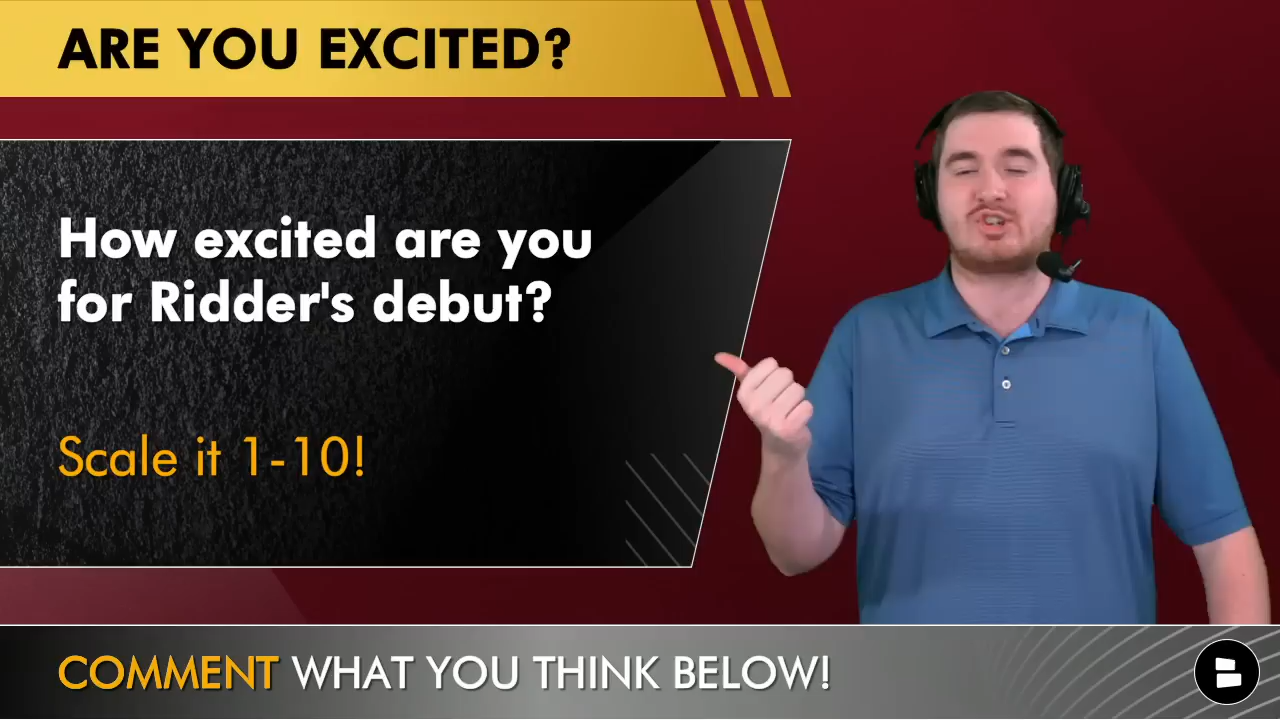 ARE YOU EXCITED?
How excited are you
for Ridder's debut?
Scale it 1-10!
COMMENT WHAT YOU THINK BELOW!